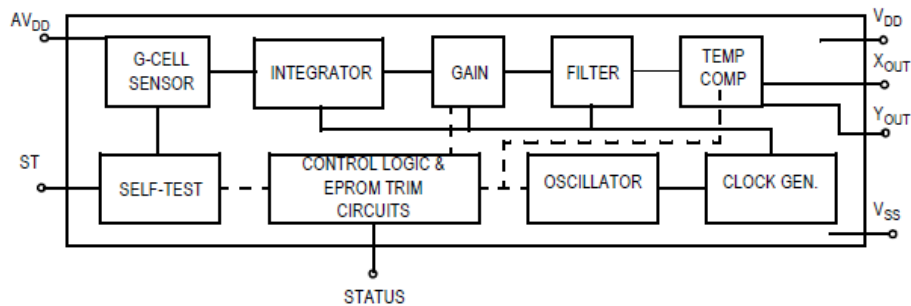 AVDD
VDD
G-CELL
SENSOR
INTEGRATOR
GAIN
FILTER
TEMP
COMP
XOUT
YOUT
ST
SELF-TEST
CONTROL LOGIC &
EPROM TRIM
CIRCUITS
OSCILLATOR
CLOCK GEN.
VSS
STATUS